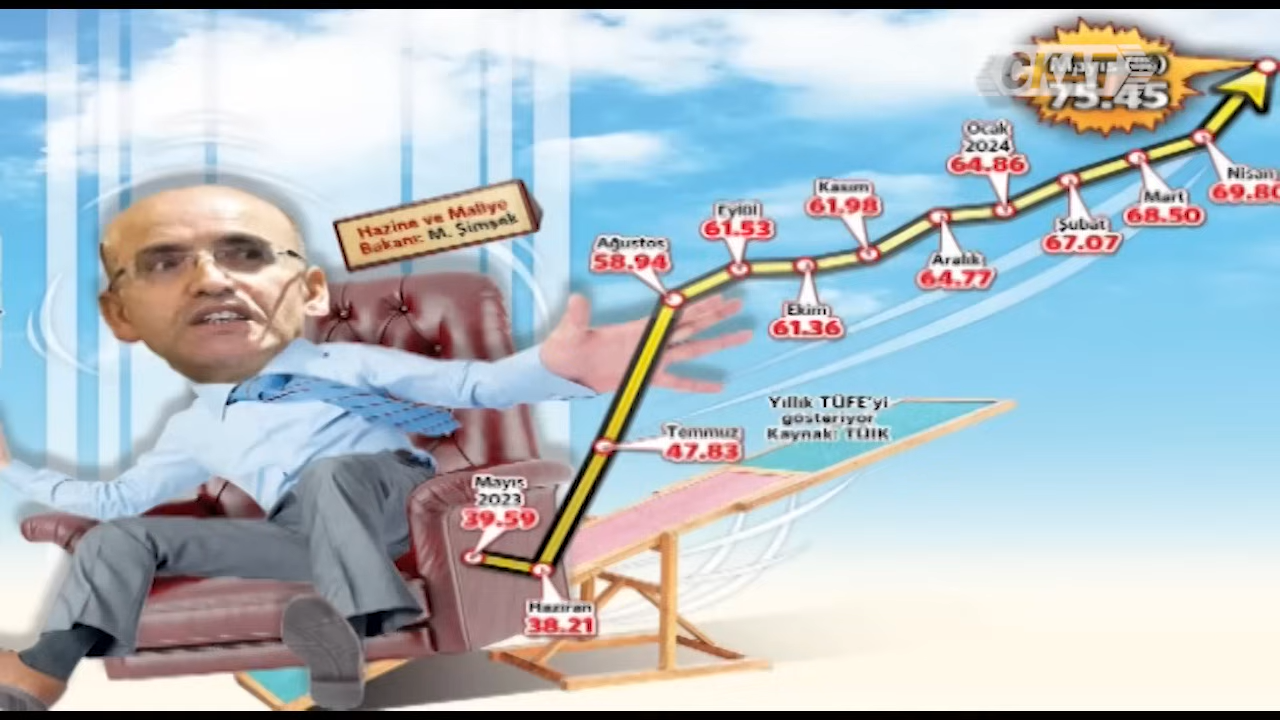 Hazine ve Maliye
Bakanı: M. Şimşek
Mayıs
2023
39.59
Haziran
38.21
Temmuz
47.83
Ağustos
58.94
Eylül
61.53
Ekim
61.36
Kasım
61.98
Aralık
64.77
Ocak
2024
64.86
Şubat
67.07
Mart
68.50
Nisan
69.80
Mayıs (%)
75.45
Yıllık TÜFE'yi
gösteriyor
Kaynak: TÜİK